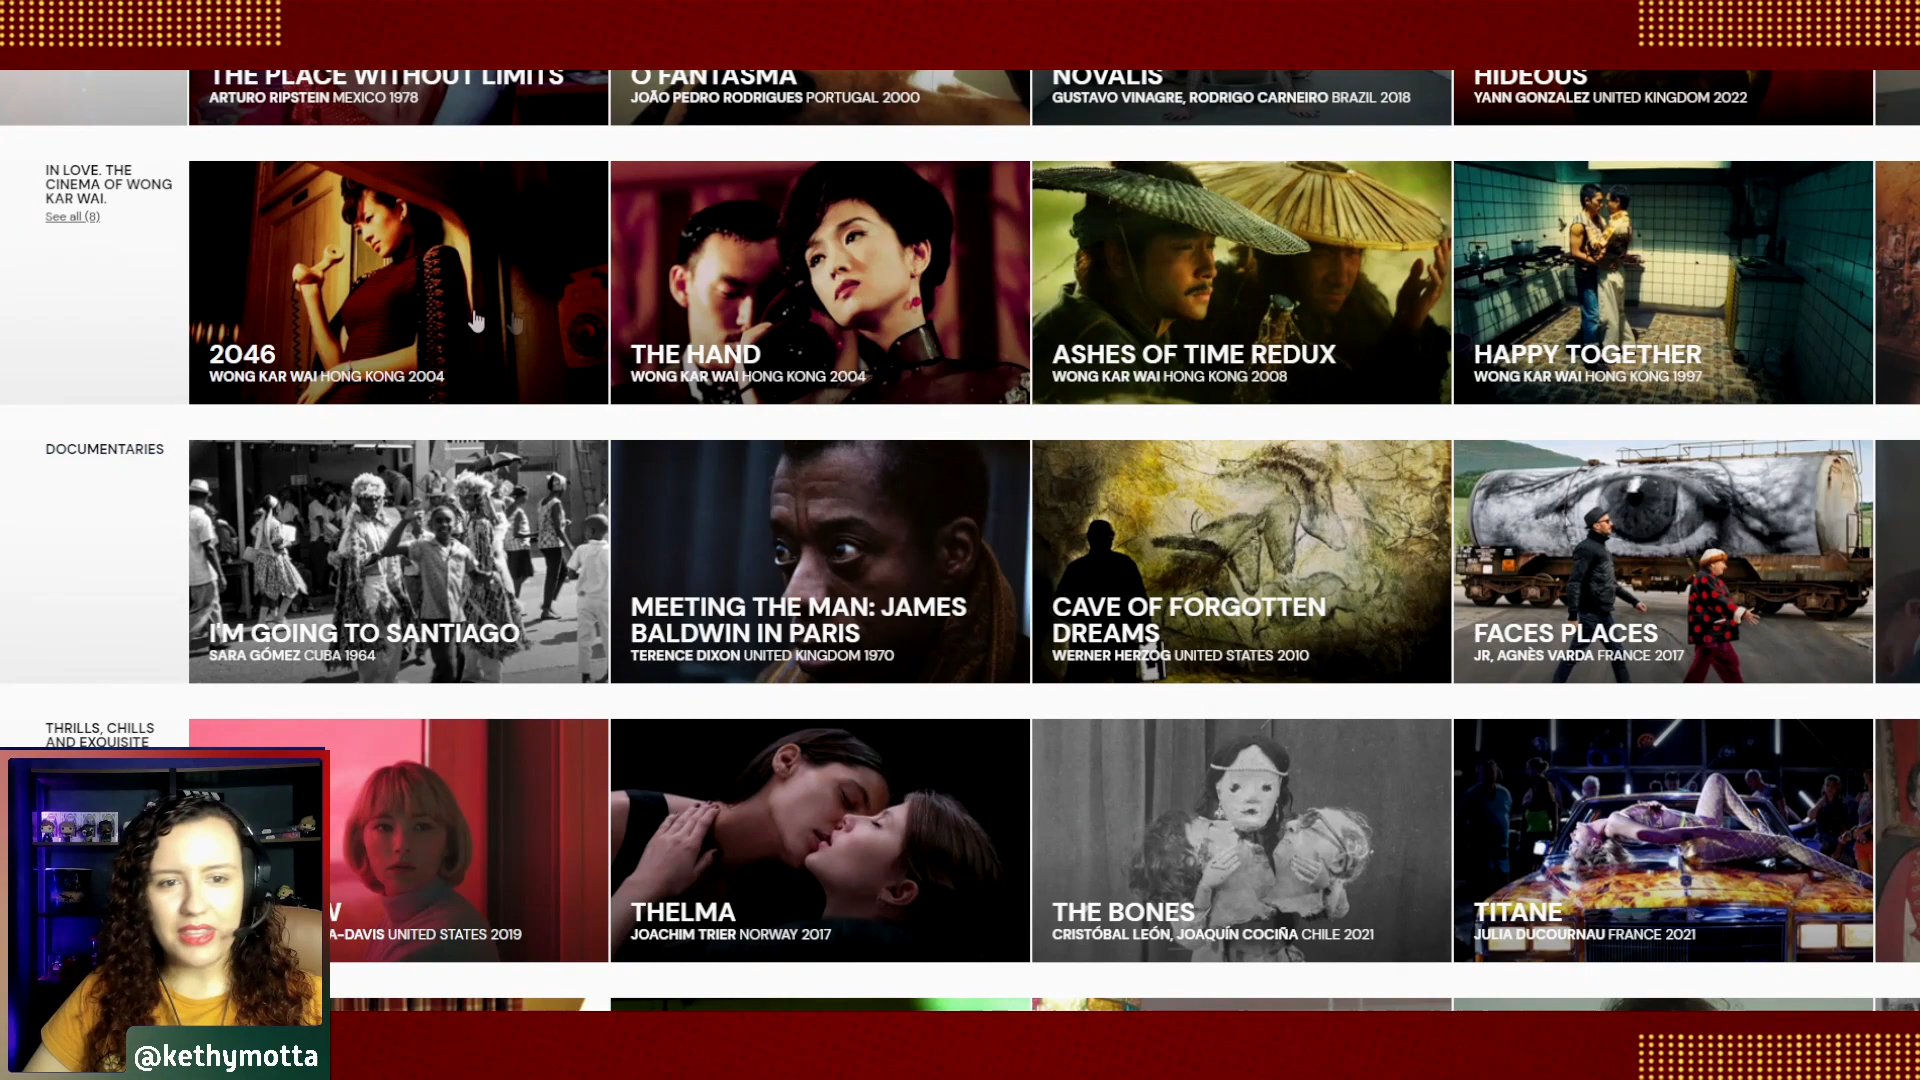 THE PLACE WITHOUT LIMITS
ARTURO RIPSTEIN MEXICO 1978
O FANTASMA
JOÃO PEDRO RODRIGUES PORTUGAL 2000
NOVALIS
GUSTAVO VINAGRE, RODRIGO CARNEIRO BRAZIL 2018
HIDEOUS
YANN GONZALEZ UNITED KINGDOM 2022
IN LOVE. THE
CINEMA OF WONG
KAR WAI.
See all (8)
2046
WONG KAR WAI HONG KONG 2004
THE HAND
WONG KAR WAI HONG KONG 2004
ASHES OF TIME REDUX
WONG KAR WAI HONG KONG 2008
HAPPY TOGETHER
WONG KAR WAI HONG KONG 1997
DOCUMENTARIES
I'M GOING TO SANTIAGO
SARA GÓMEZ CUBA 1964
MEETING THE MAN: JAMES
BALDWIN IN PARIS
TERENCE DIXON UNITED KINGDOM 1970
CAVE OF FORGOTTEN
DREAMS
WERNER HERZOG UNITED STATES 2010
FACES PLACES
JR, AGNÈS VARDA FRANCE 2017
THRILLS, CHILLS
AND EXQUISITE
A-DAVIS UNITED STATES 2019
THELMA
JOACHIM TRIER NORWAY 2017
THE BONES
CRISTÓBAL LEÓN, JOAQUÍN COCIÑA CHILE 2021
TITANE
JULIA DUCOURNAU FRANCE 2021
@kethymotta